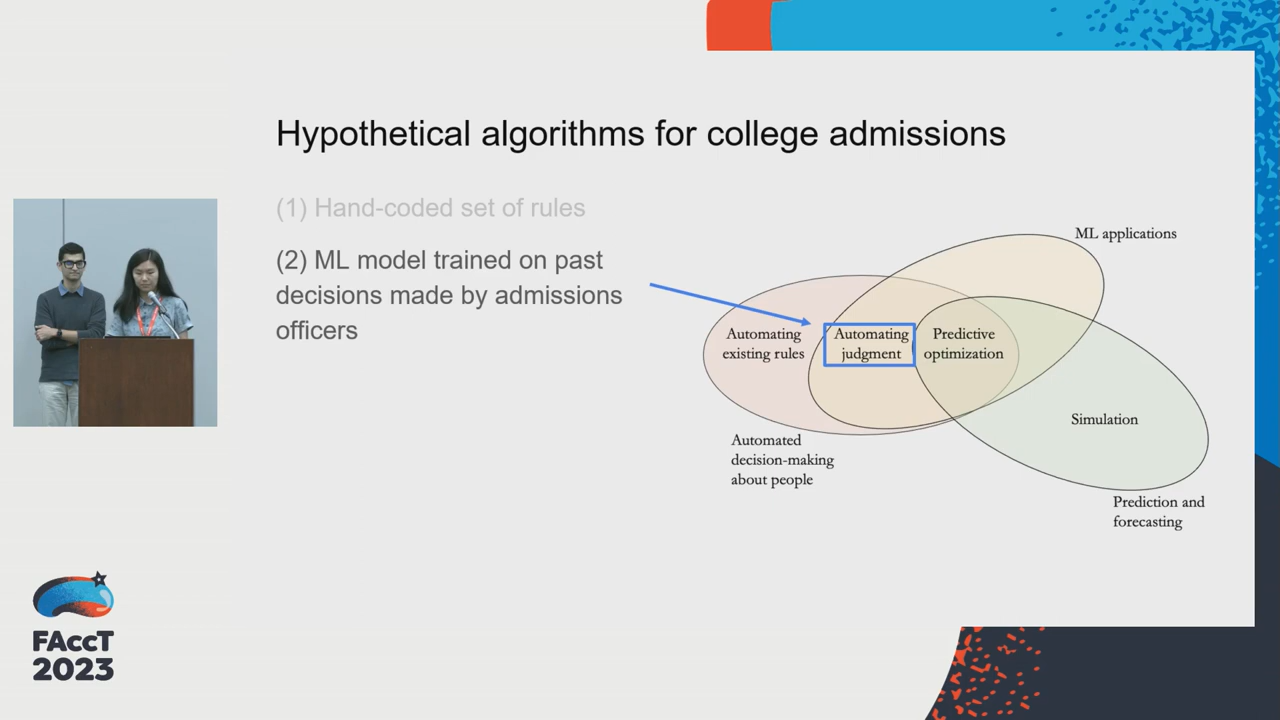 Hypothetical algorithms for college admissions
(1) Hand-coded set of rules
(2) ML model trained on past
decisions made by admissions
officers
ML applications
Automating
existing rules
Automating
judgment
Predictive
optimization
Simulation
Automated
decision-making
about people
Prediction and
forecasting
FAccT
2023